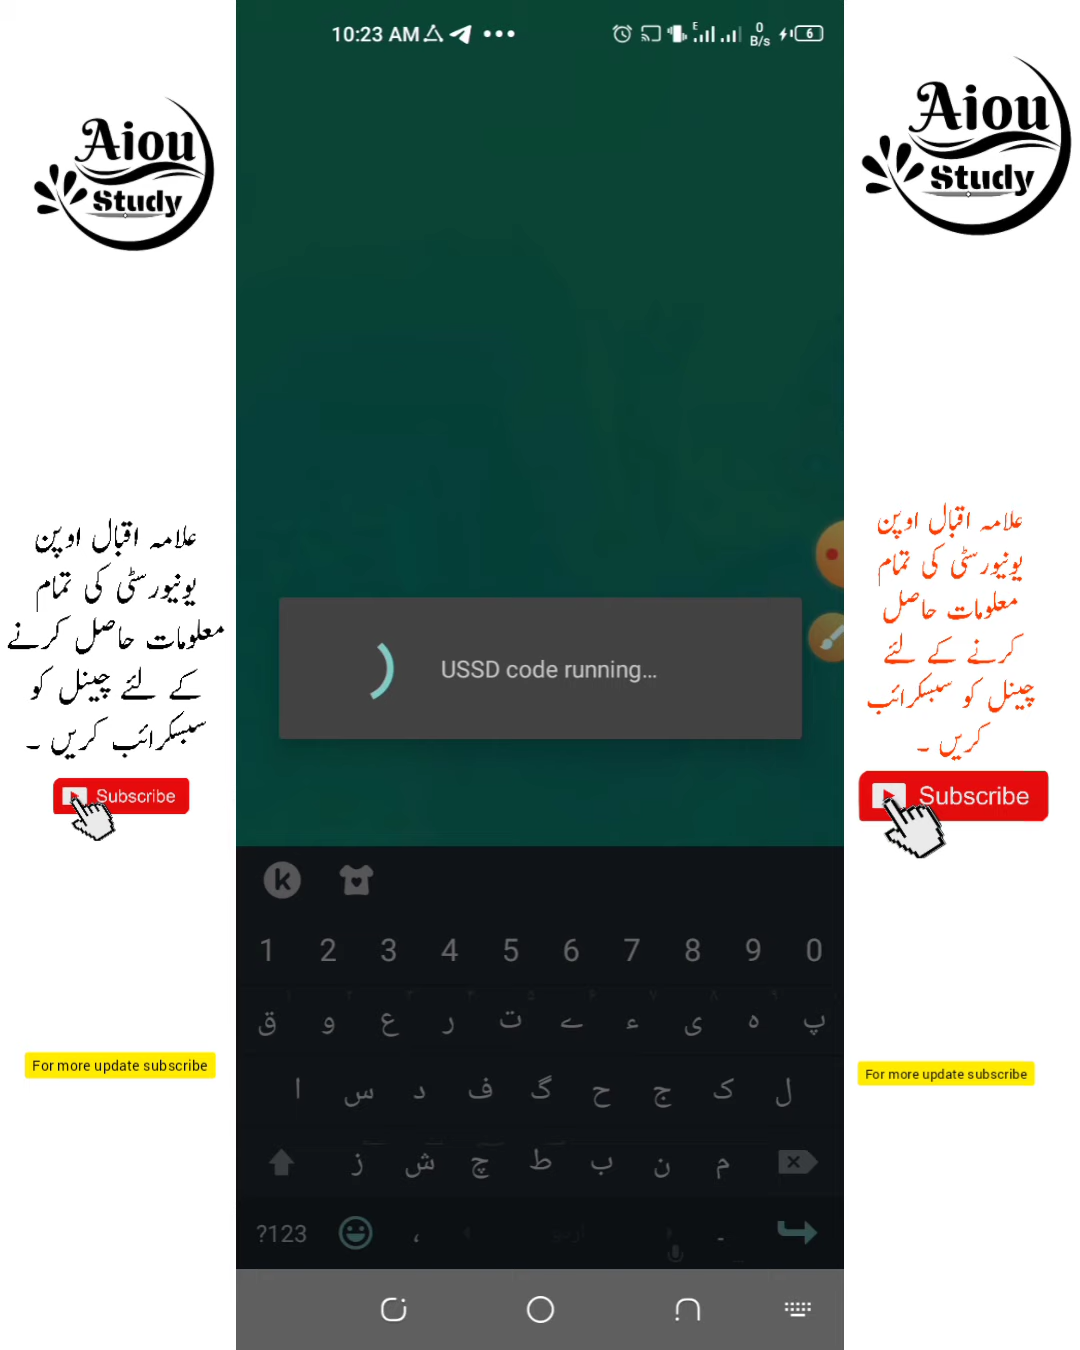 10:23 AM
E
0
B/s
6
Aiou
Study
علامہ اقبال اوپن
یونیورسٹی کی تمام
معلومات حاصل کرنے
کے لئے چینل کو
سبسکرائب کریں ۔
Subscribe
For more update subscribe
USSD code running...
1 2 3 4 5 6 7 8 9 0
ق و ع ر ت ے ء ی ہ پ
ا س د ف گ ح ج ک ل
ز ش چ ط ب ن م
?123 ، اردو ۔
Aiou
Study
علامہ اقبال اوپن
یونیورسٹی کی تمام
معلومات حاصل
کرنے کے لئے
چینل کو سبسکرائب
کریں ۔
Subscribe
For more update subscribe